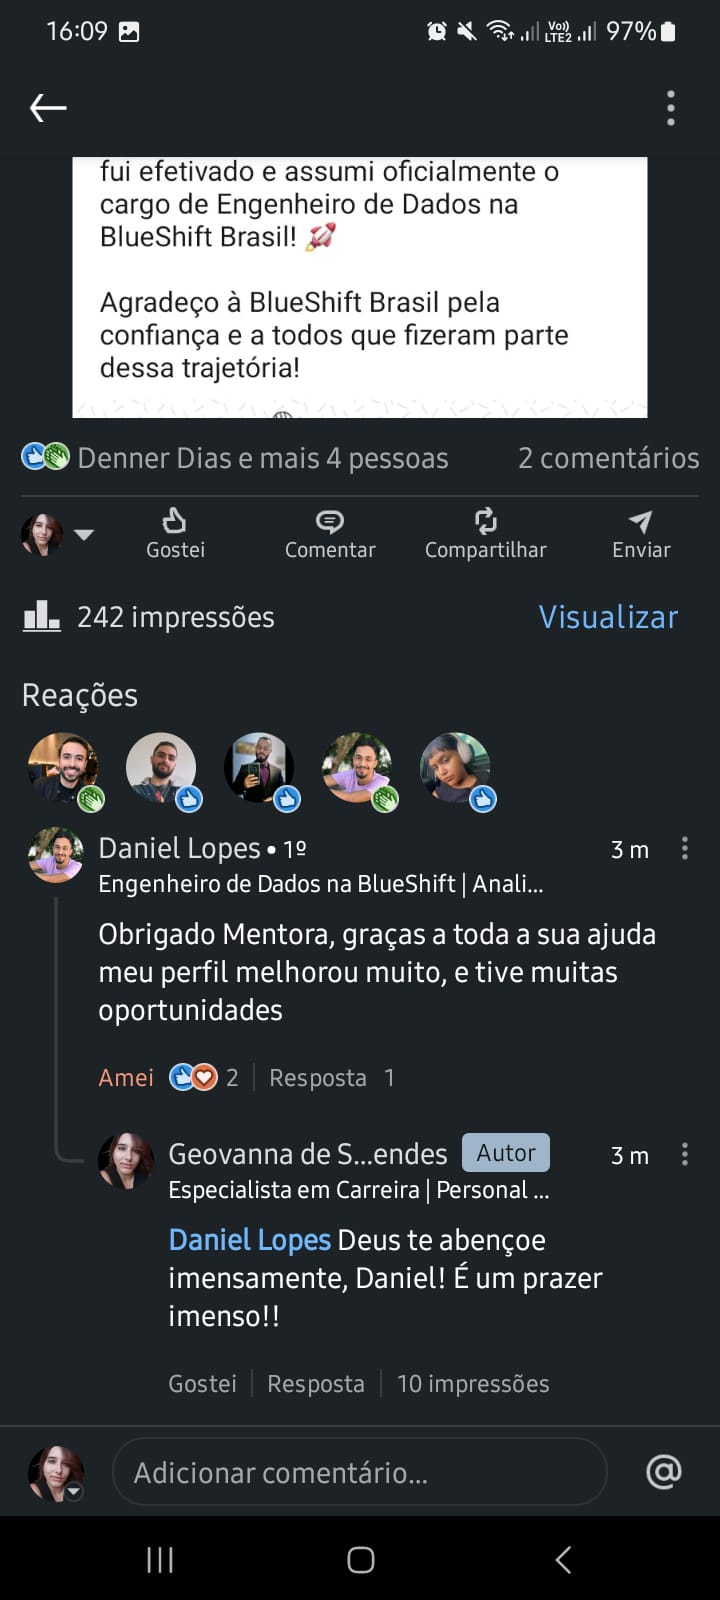 16:09
Vo))
LTE2
97%
fui efetivado e assumi oficialmente o
cargo de Engenheiro de Dados na
BlueShift Brasil! 🚀
Agradeço à BlueShift Brasil pela
confiança e a todos que fizeram parte
dessa trajetória!
Denner Dias e mais 4 pessoas 2 comentários
Gostei Comentar Compartilhar Enviar
242 impressões Visualizar
Reações
Daniel Lopes • 1º 3 m
Engenheiro de Dados na BlueShift | Anali...
Obrigado Mentora, graças a toda a sua ajuda
meu perfil melhorou muito, e tive muitas
oportunidades
Amei 2 Resposta 1
Geovanna de S...endes Autor 3 m
Especialista em Carreira | Personal ...
Daniel Lopes Deus te abençoe
imensamente, Daniel! É um prazer
imenso!!
Gostei Resposta 10 impressões
Adicionar comentário... @